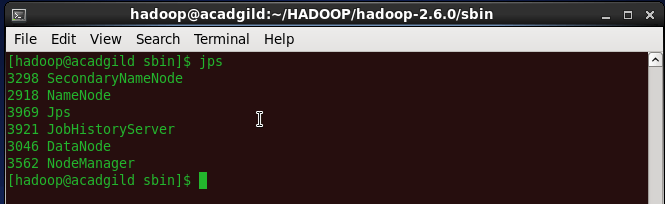 hadoop@acadgild:~/HADOOP/hadoop-2.6.0/sbin
File Edit View Search Terminal Help
[hadoop@acadgild sbin]$ jps
3298 SecondaryNameNode
2918 NameNode
3969 Jps
3921 JobHistoryServer
3046 DataNode
3562 NodeManager
[hadoop@acadgild sbin]$